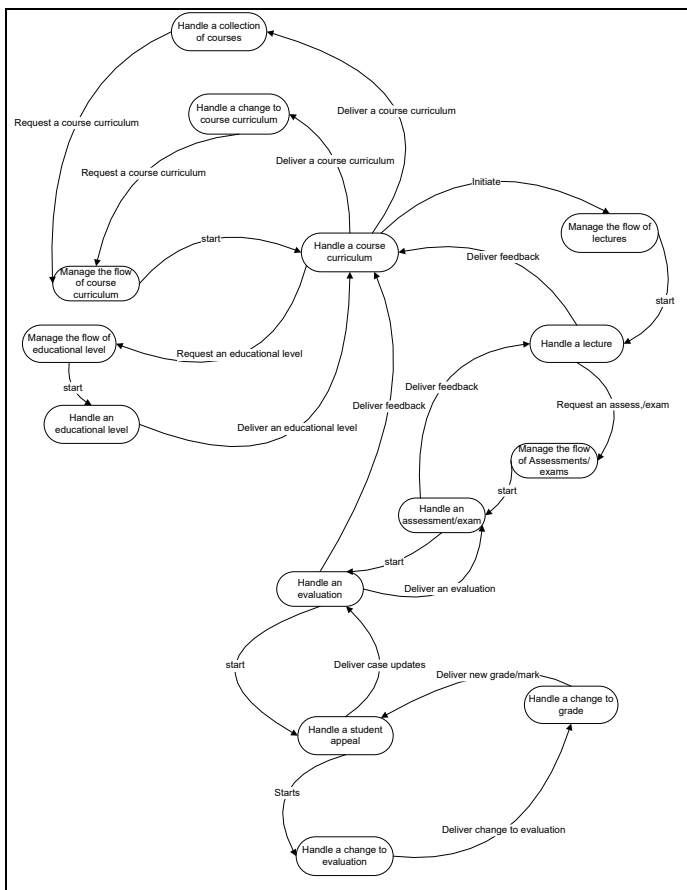 Handle a collection
of courses
Request a course curriculum
Handle a change to
course curriculum
Deliver a course curriculum
Deliver a course curriculum
Request a course curriculum
Initiate
Manage the flow of
lectures
start
Handle a course
curriculum
Deliver feedback
Manage the flow
of course curriculum
start
Manage the flow of
educational level
Request an educational level
Handle a lecture
start
Deliver feedback
Handle an
educational level
Deliver an educational level
Deliver feedback
Request an assess,/exam
Manage the flow
of Assessments/
exams
start
Handle an
assessment/exam
start
Handle an
evaluation
Deliver an evaluation
start
Deliver case updates
Deliver new grade/mark
Handle a change to
grade
Handle a student
appeal
Starts
Deliver change to evaluation
Handle a change to
evaluation